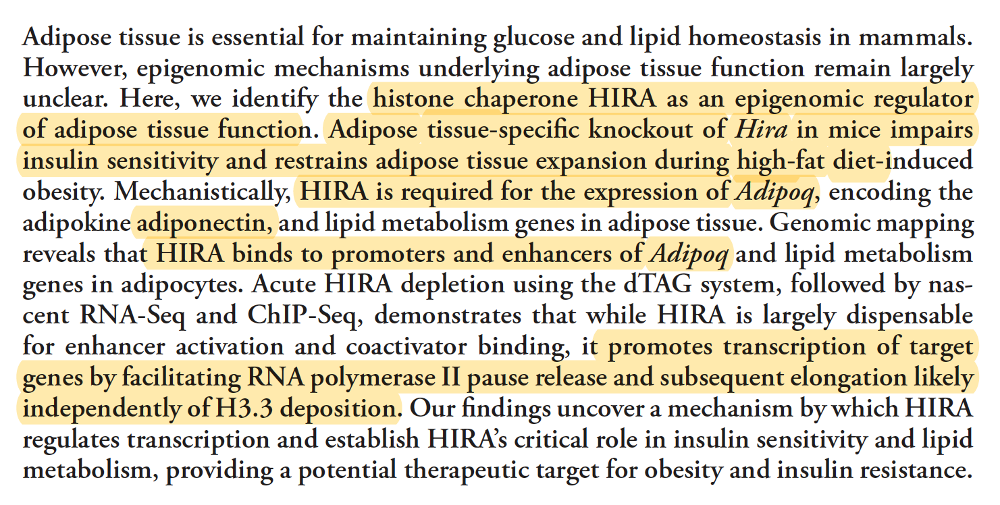 Adipose tissue is essential for maintaining glucose and lipid homeostasis in mammals.
However, epigenomic mechanisms underlying adipose tissue function remain largely
unclear. Here, we identify the histone chaperone HIRA as an epigenomic regulator
of adipose tissue function. Adipose tissue-specific knockout of Hira in mice impairs
insulin sensitivity and restrains adipose tissue expansion during high-fat diet-induced
obesity. Mechanistically, HIRA is required for the expression of Adipoq, encoding the
adipokine adiponectin, and lipid metabolism genes in adipose tissue. Genomic mapping
reveals that HIRA binds to promoters and enhancers of Adipoq and lipid metabolism
genes in adipocytes. Acute HIRA depletion using the dTAG system, followed by nas-
cent RNA-Seq and ChIP-Seq, demonstrates that while HIRA is largely dispensable
for enhancer activation and coactivator binding, it promotes transcription of target
genes by facilitating RNA polymerase II pause release and subsequent elongation likely
independently of H3.3 deposition. Our findings uncover a mechanism by which HIRA
regulates transcription and establish HIRA’s critical role in insulin sensitivity and lipid
metabolism, providing a potential therapeutic target for obesity and insulin resistance.